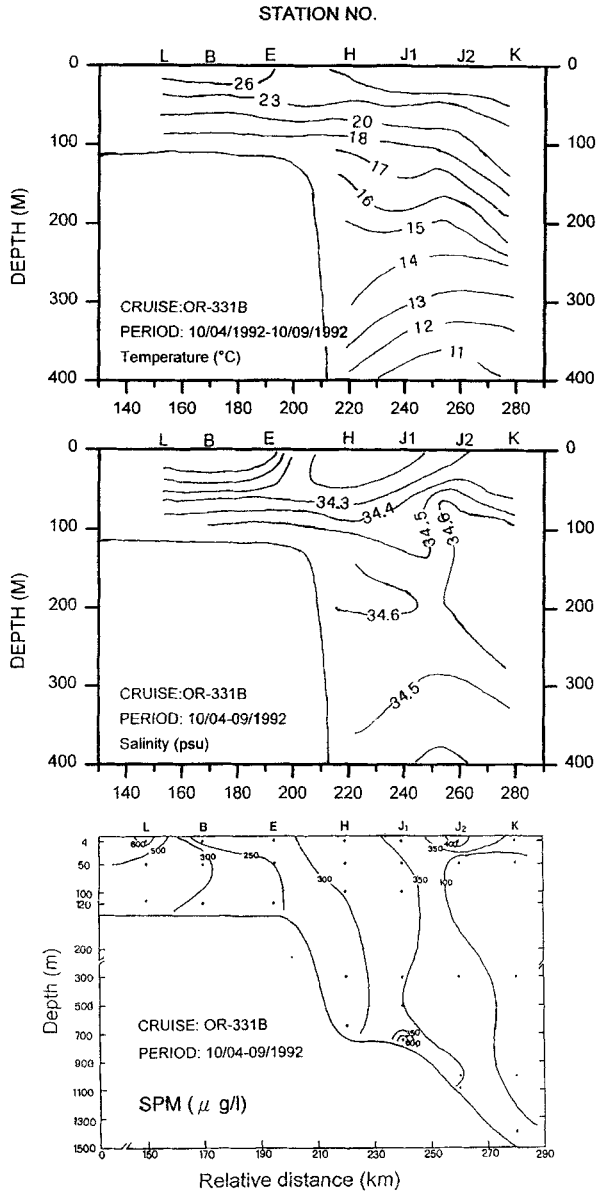 STATION NO.
L B E H J1 J2 K
0 0
26
23
20
100 18 100
17
16
200 15 200
14
300 13 300
12
11
400 400
DEPTH (M)
CRUISE:OR-331B
PERIOD: 10/04/1992-10/09/1992
Temperature (°C)
140 160 180 200 220 240 260 280
L B E H J1 J2 K
0 0
34.3 34.4 34.5 34.6
100 100
200 34.6 200
300 34.5 300
400 400
DEPTH (M)
CRUISE:OR-331B
PERIOD: 10/04-09/1992
Salinity (psu)
140 160 180 200 220 240 260 280
L B E H J1 J2 K
4
600 500 300 250 300 350 350 400
50
100
120
200
300
500
700
900
1100
1300
1500
Depth (m)
CRUISE: OR-331B
PERIOD: 10/04-09/1992
SPM (μ g/l)
150 170 190 210 230 250 270 290
Relative distance (km)